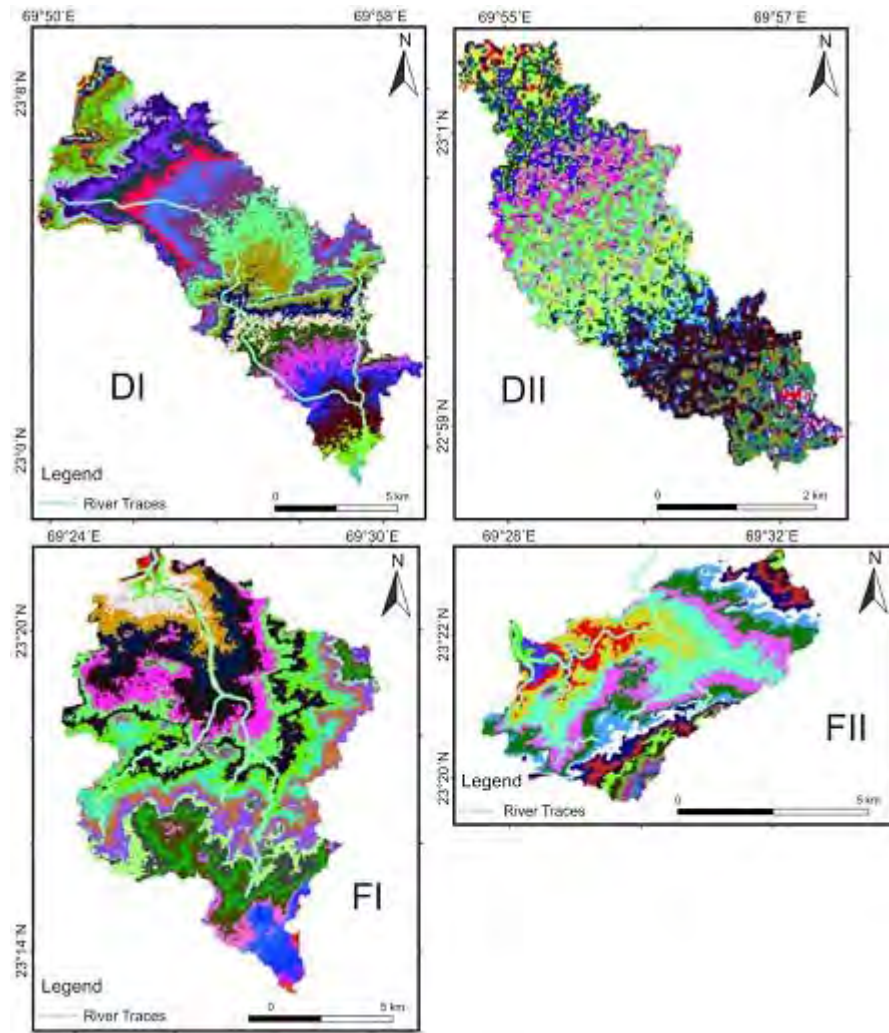 69°50´E
69°58´E
N
23°8´N
23°0´N
DI
Legend
River Traces
0
5 km
69°55´E
69°57´E
N
23°1´N
22°59´N
DII
0
2 km
69°24´E
69°30´E
N
23°20´N
23°14´N
FI
Legend
River Traces
0
5 km
69°28´E
69°32´E
N
23°22´N
23°20´N
FII
Legend
River Traces
0
5 km